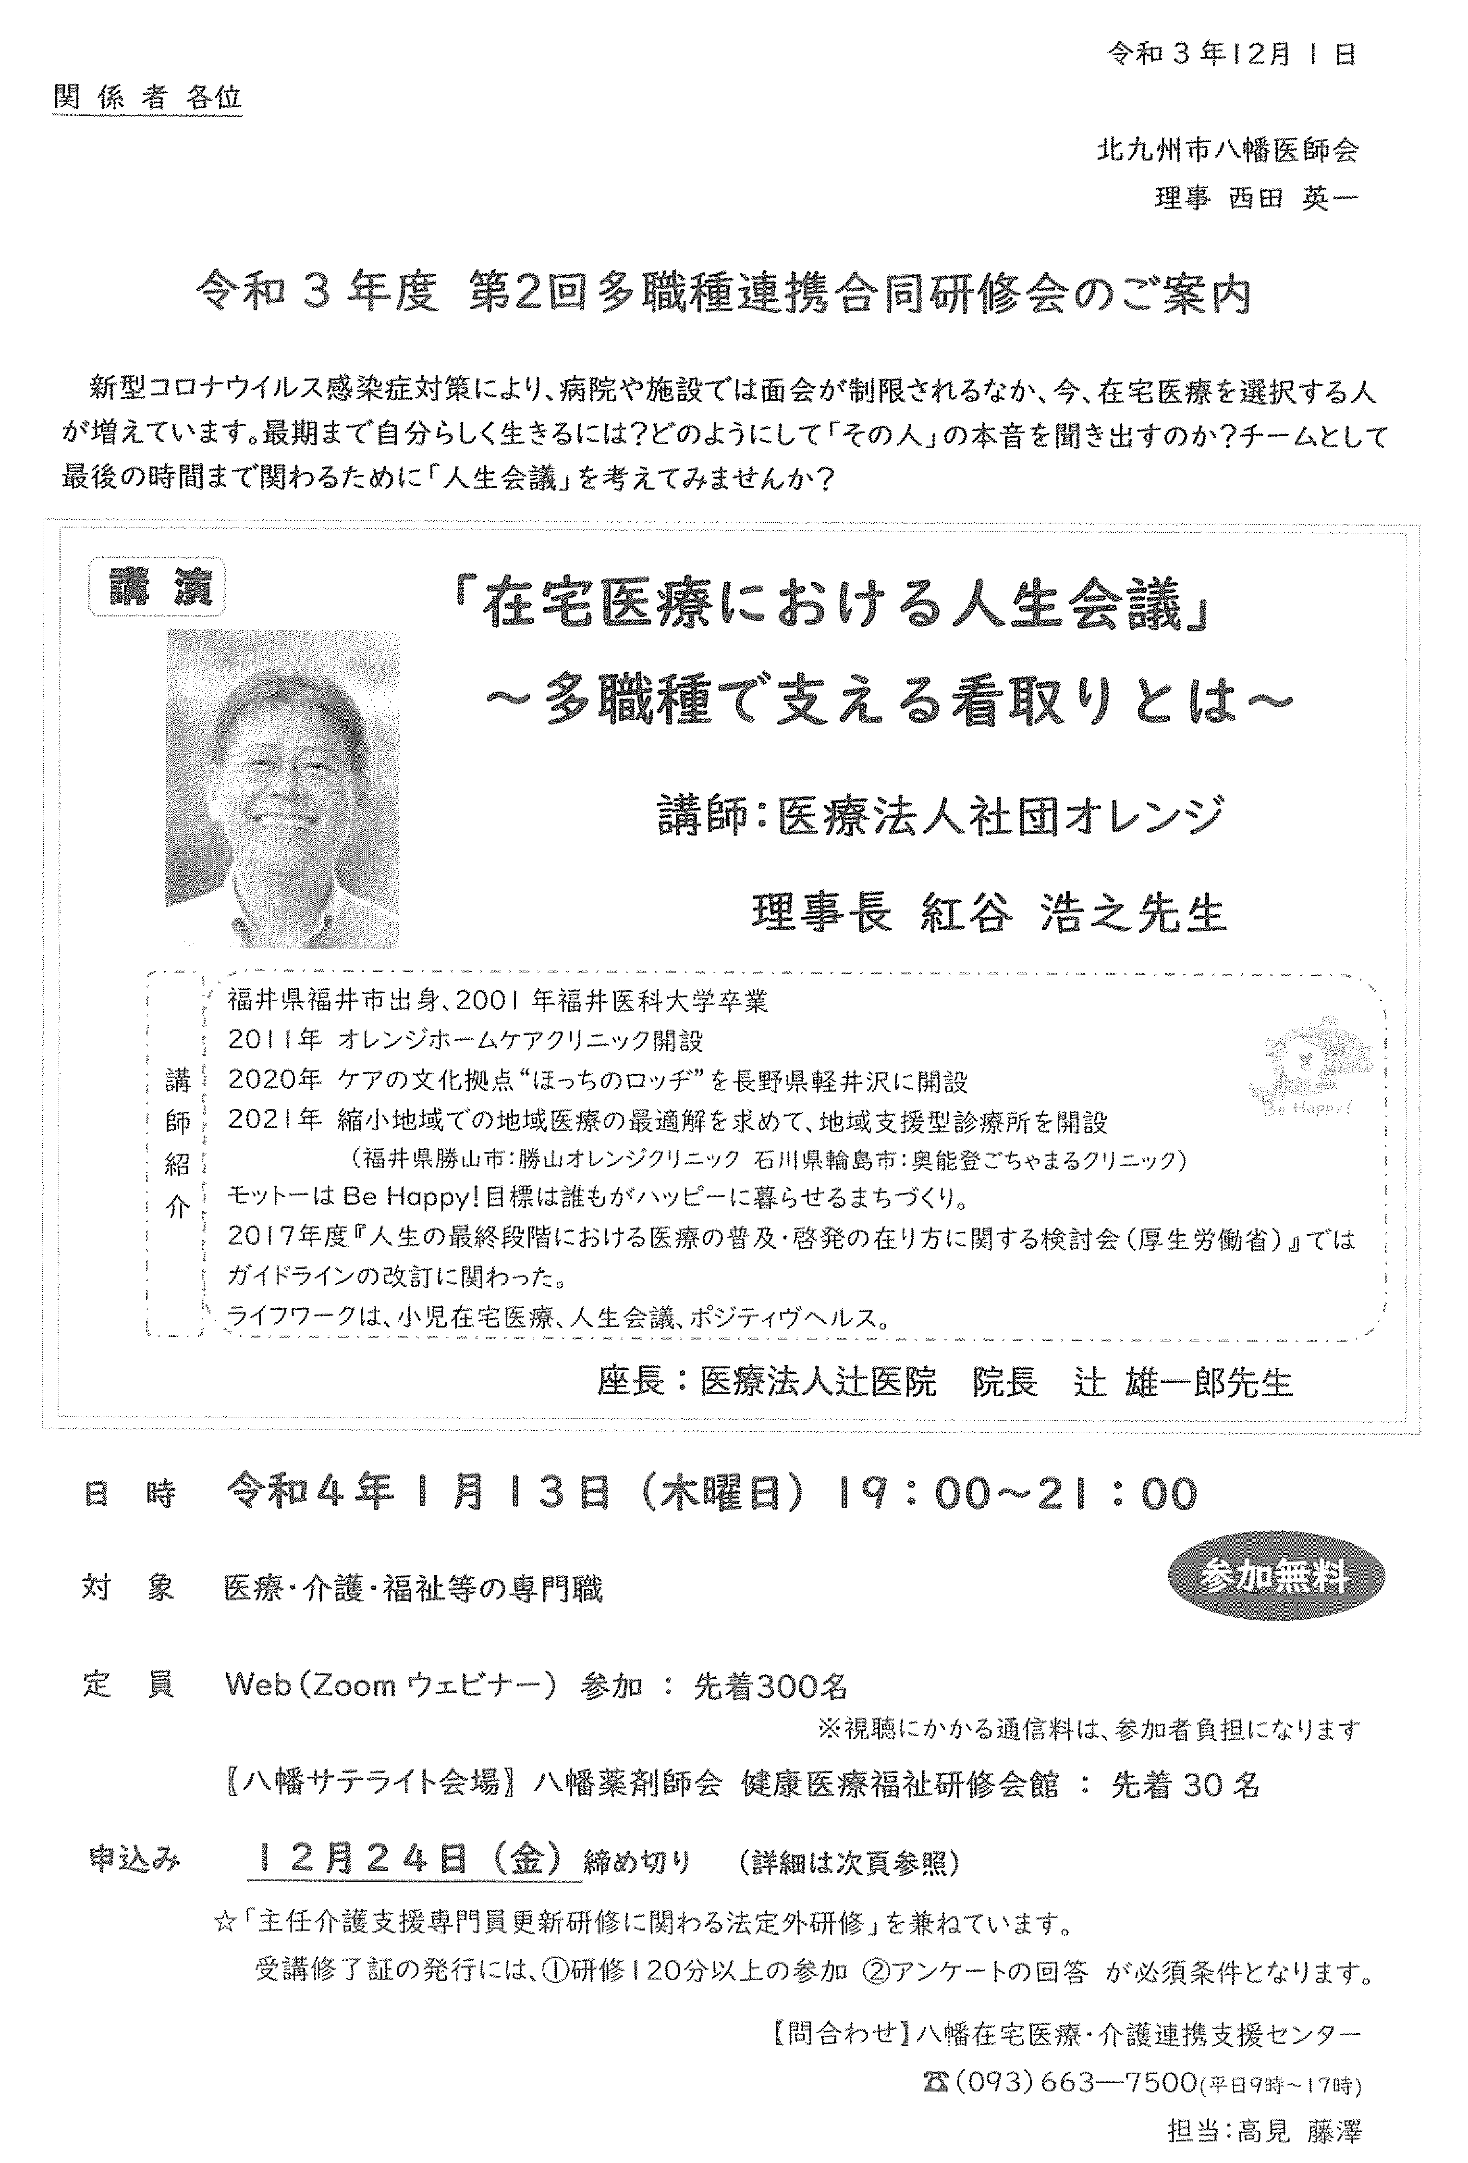 令和3年12月1日
関係者各位
北九州市八幡医師会
理事 西田 英一
令和3年度 第2回多職種連携合同研修会のご案内
新型コロナウイルス感染症対策により、病院や施設では面会が制限されるなか、今、在宅医療を選択する人
が増えています。最期まで自分らしく生きるには?どのようにして「その人」の本音を聞き出すのか?チームとして
最後の時間まで関わるために「人生会議」を考えてみませんか?
講演
「在宅医療における人生会議」
～多職種で支える看取りとは～
講師:医療法人社団オレンジ
理事長 紅谷 浩之先生
講師紹介
福井県福井市出身、2001年福井医科大学卒業
2011年 オレンジホームケアクリニック開設
2020年 ケアの文化拠点“ほっちのロッヂ”を長野県軽井沢に開設
2021年 縮小地域での地域医療の最適解を求めて、地域支援型診療所を開設
(福井県勝山市:勝山オレンジクリニック 石川県輪島市:奥能登ごちゃまるクリニック)
モットーは Be Happy!目標は誰もがハッピーに暮らせるまちづくり。
2017年度『人生の最終段階における医療の普及・啓発の在り方に関する検討会(厚生労働省)』では
ガイドラインの改訂に関わった。
ライフワークは、小児在宅医療、人生会議、ポジティヴヘルス。
Be Happy!
座長:医療法人辻医院 院長 辻 雄一郎先生
日時 令和4年1月13日(木曜日)19:00～21:00
対象 医療・介護・福祉等の専門職
参加無料
定員 Web(Zoom ウェビナー) 参加 : 先着300名
※視聴にかかる通信料は、参加者負担になります
〖八幡サテライト会場〗八幡薬剤師会 健康医療福祉研修会館 : 先着 30 名
申込み 12月24日(金)締め切り (詳細は次頁参照)
☆「主任介護支援専門員更新研修に関わる法定外研修」を兼ねています。
受講修了証の発行には、①研修120分以上の参加 ②アンケートの回答 が必須条件となります。
【問合わせ】八幡在宅医療・介護連携支援センター
☎(093)663―7500(平日9時～17時)
担当:高見 藤澤